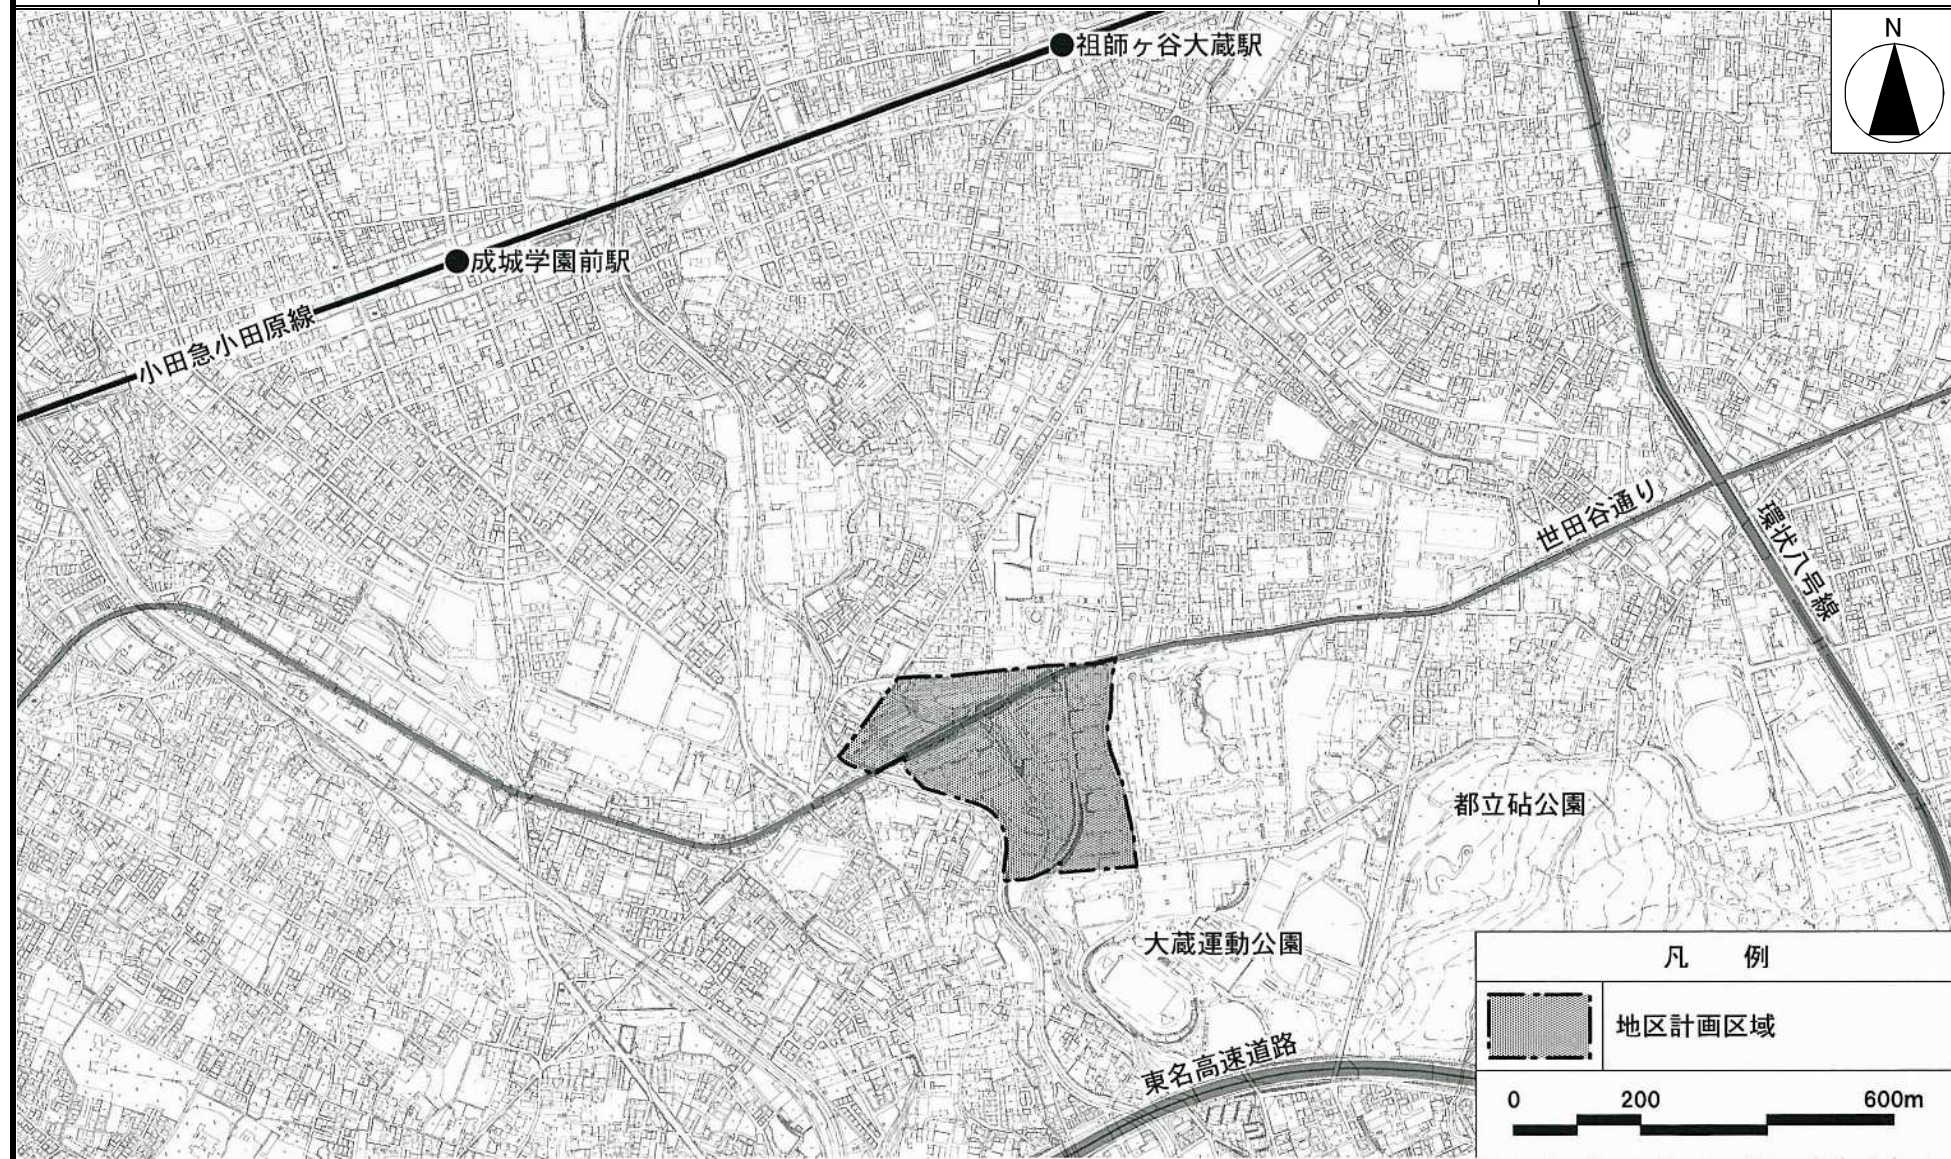 N
祖師ヶ谷大蔵駅
成城学園前駅
小田急小田原線
世田谷通り
環状八号線
都立砧公園
大蔵運動公園
東名高速道路
凡　例
地区計画区域
0 200 600m